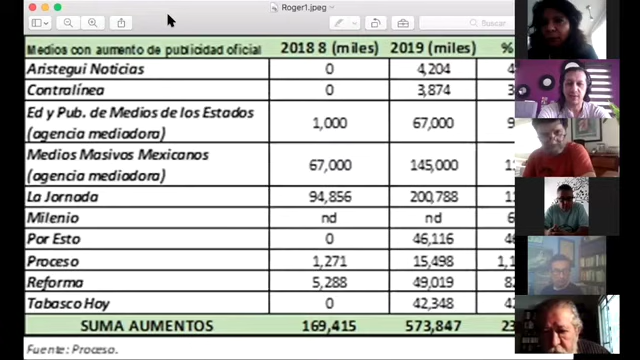 Roger1.jpeg
Buscar
Medios con aumento de publicidad oficial 2018 8 (miles) 2019 (miles) %
Aristegui Noticias 0 4,204
Contralínea 0 3,874
Ed y Pub. de Medios de los Estados
(agencia mediadora) 1,000 67,000
Medios Masivos Mexicanos
(agencia mediadora) 67,000 145,000
La Jornada 94,856 200,788
Milenio nd nd
Por Esto 0 46,116
Proceso 1,271 15,498
Reforma 5,288 49,019
Tabasco Hoy 0 42,348
SUMA AUMENTOS 169,415 573,847
Fuente: Proceso.